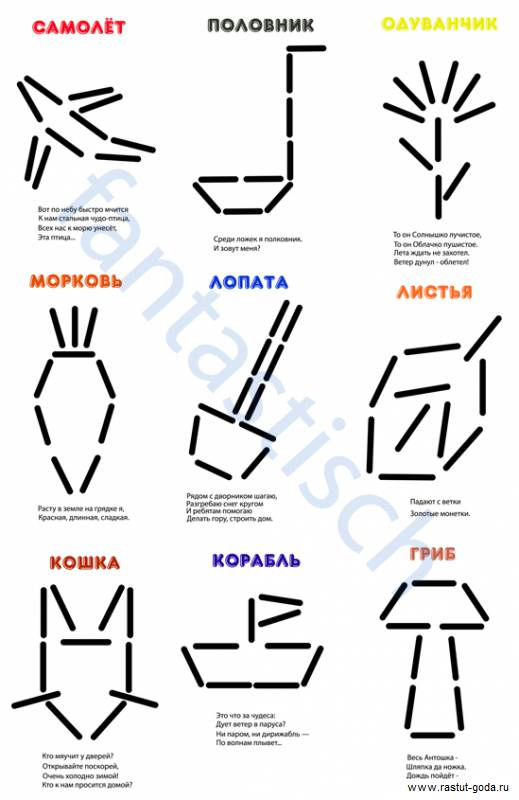 САМОЛЁТ
Вот по небу быстро мчится
К нам стальная чудо-птица,
Всех нас к морю унесёт,
Эта птица...
ПОЛОВНИК
Среди ложек я полковник.
И зовут меня?
ОДУВАНЧИК
То он Солнышко лучистое,
То он Облачко пушистое.
Лета ждать не захотел.
Ветер дунул - облетел!
МОРКОВЬ
Расту в земле на грядке я,
Красная, длинная, сладкая.
ЛОПАТА
Рядом с дворником шагаю,
Разгребаю снег кругом
И ребятам помогаю
Делать гору, строить дом.
ЛИСТЬЯ
Падают с ветки
Золотые монетки.
КОШКА
Кто мяучит у дверей?
Открывайте поскорей,
Очень холодно зимой!
Кто к нам просится домой?
КОРАБЛЬ
Это что за чудеса:
Дует ветер в паруса?
Ни паром, ни дирижабль —
По волнам плывет...
ГРИБ
Весь Антошка -
Шляпка да ножка.
Дождь пойдёт -
fantastisch
www.rastut-goda.ru